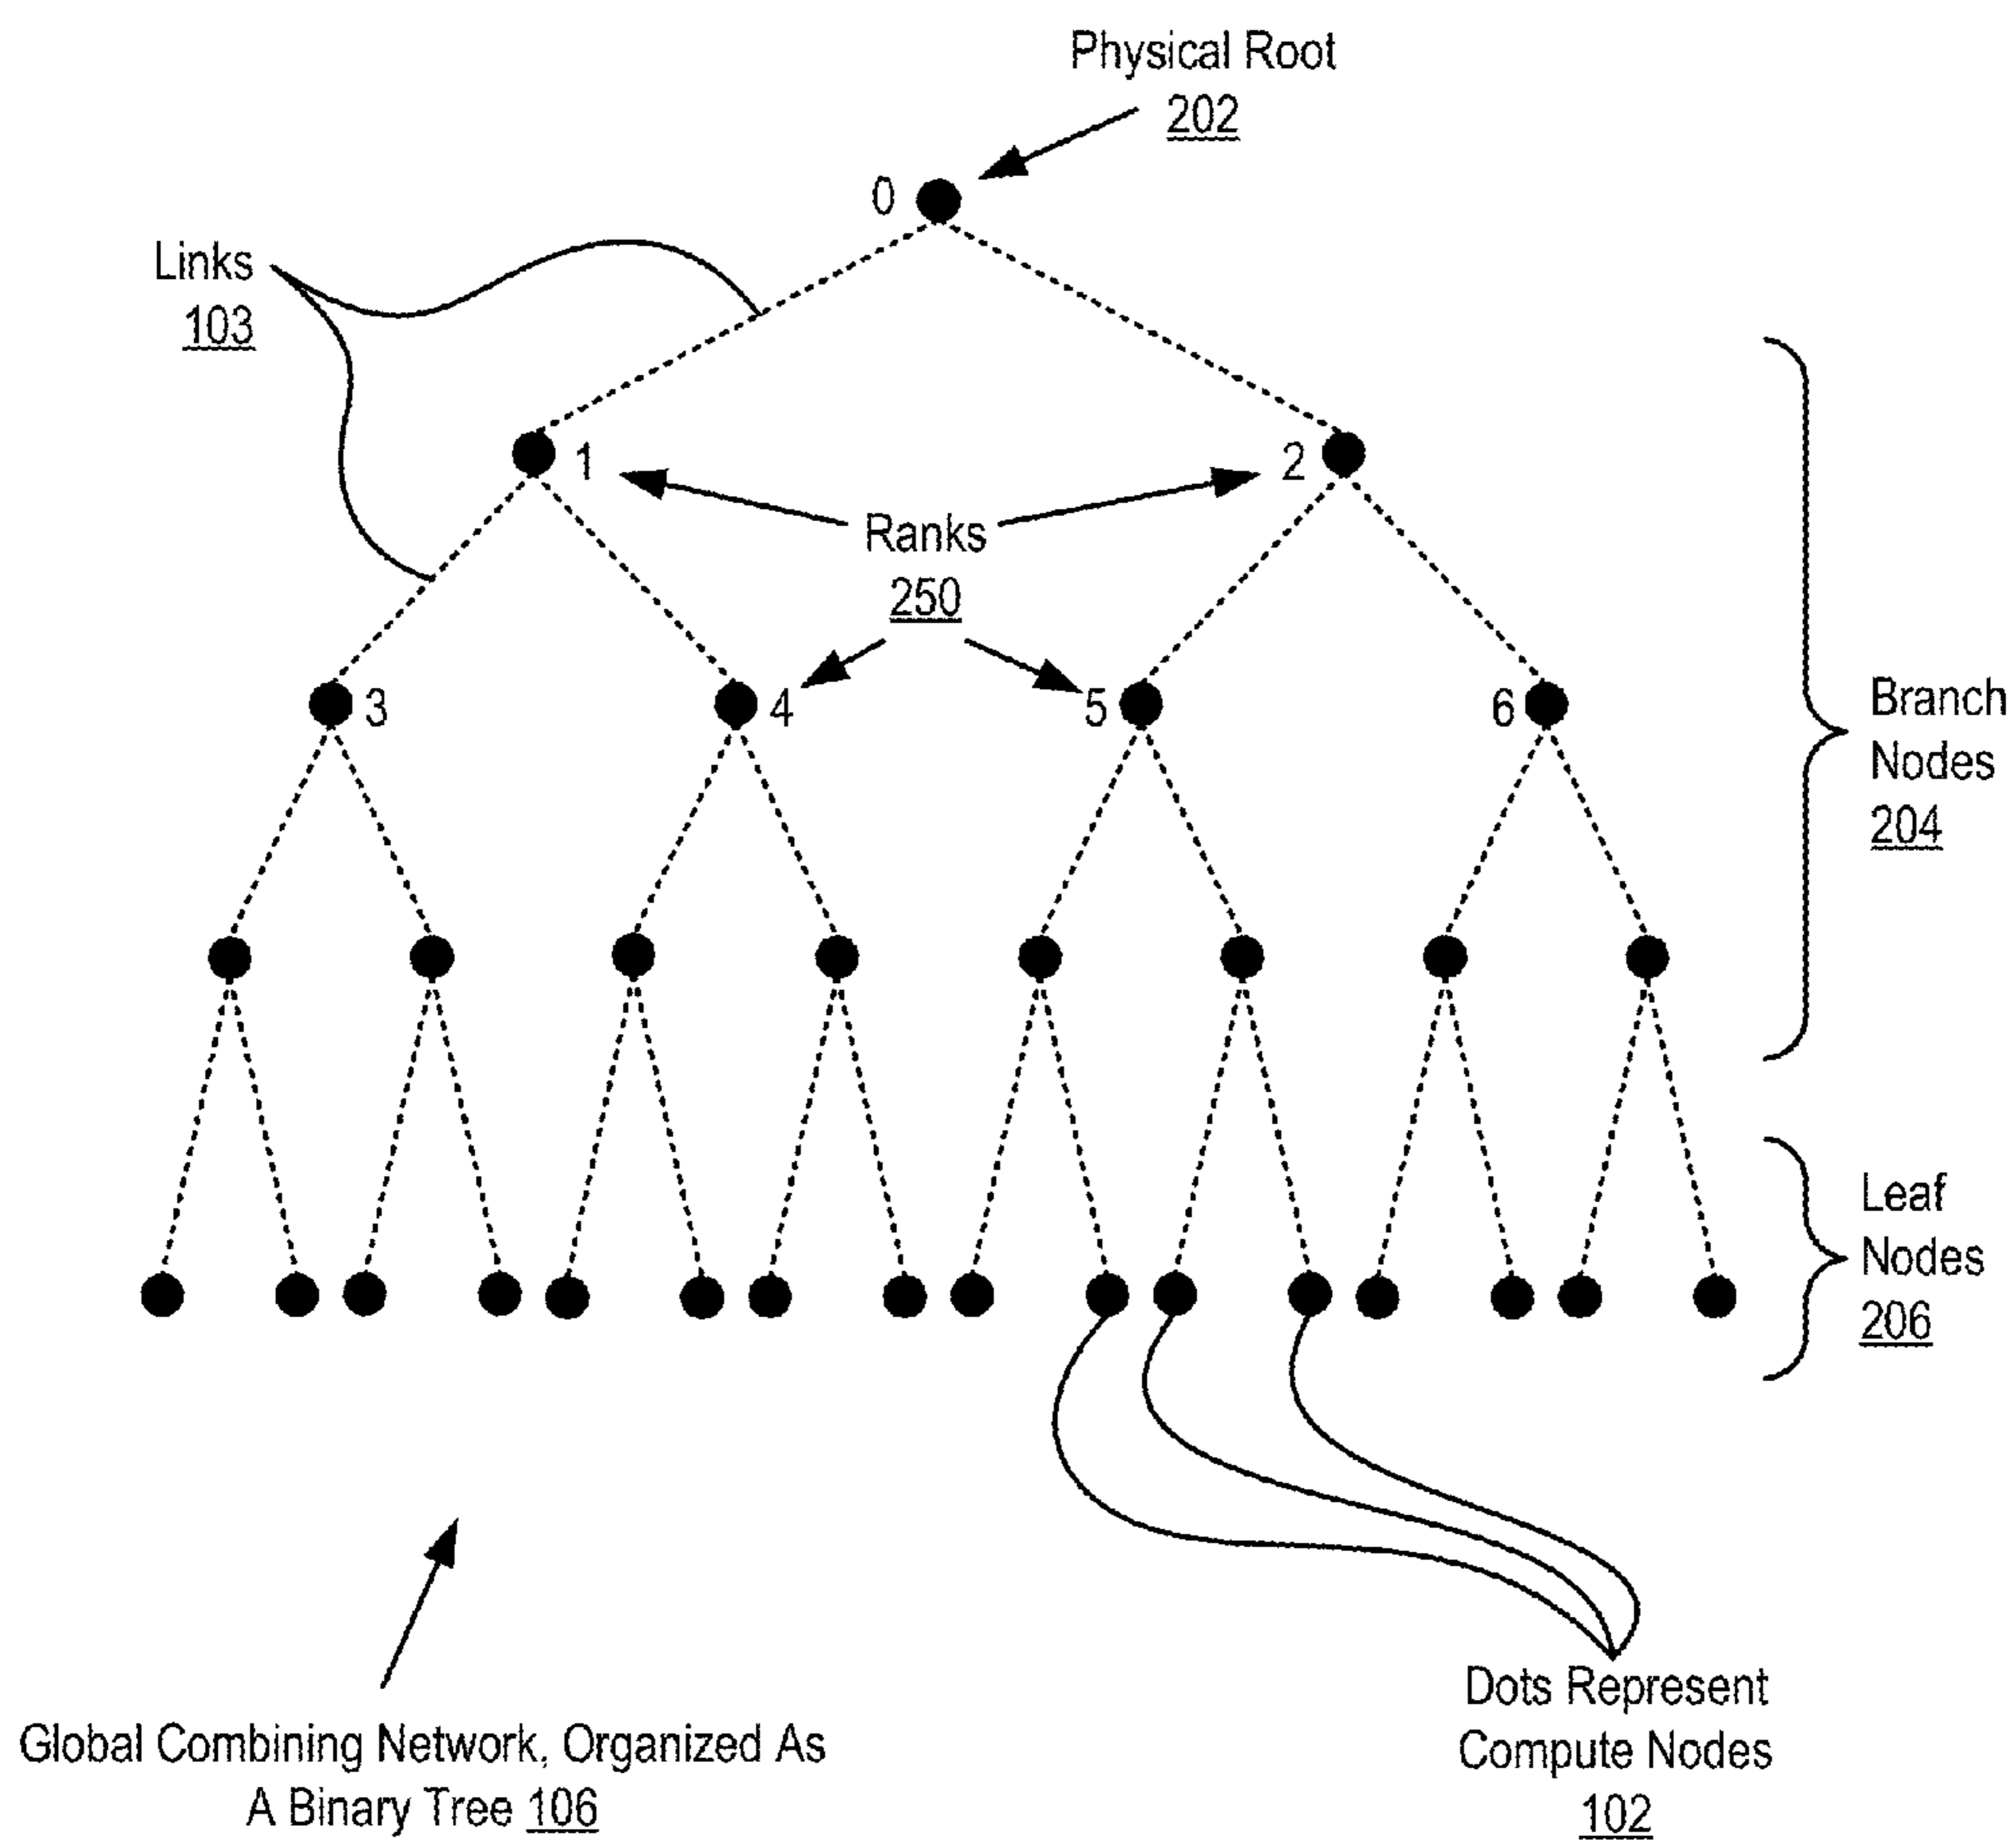 Physical Root
202
0
Links
103
1
2
Ranks
250
3
4
5
6
Branch
Nodes
204
Leaf
Nodes
206
Dots Represent
Compute Nodes
102
Global Combining Network, Organized As
A Binary Tree 106